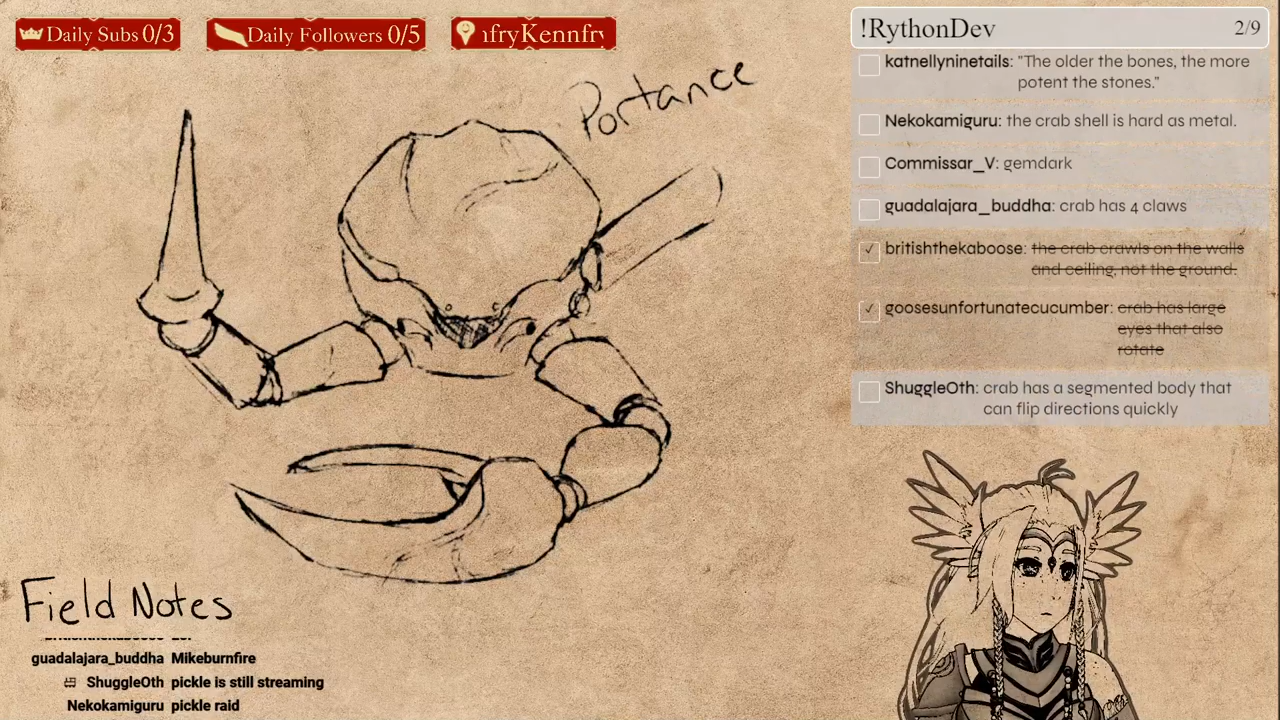 Daily Subs 0/3
Daily Followers 0/5
nfryKennfry
!RythonDev 2/9
Portance
katnellyninetails: "The older the bones, the more
potent the stones."
Nekokamiguru: the crab shell is hard as metal.
Commissar_V: gemdark
guadalajara_buddha: crab has 4 claws
britishthekaboose: the crab crawls on the walls
and ceiling, not the ground.
goosesunfortunatecucumber: crab has large
eyes that also
rotate
ShuggleOth: crab has a segmented body that
can flip directions quickly
Field Notes
guadalajara_buddha Mikeburnfire
ShuggleOth pickle is still streaming
Nekokamiguru pickle raid